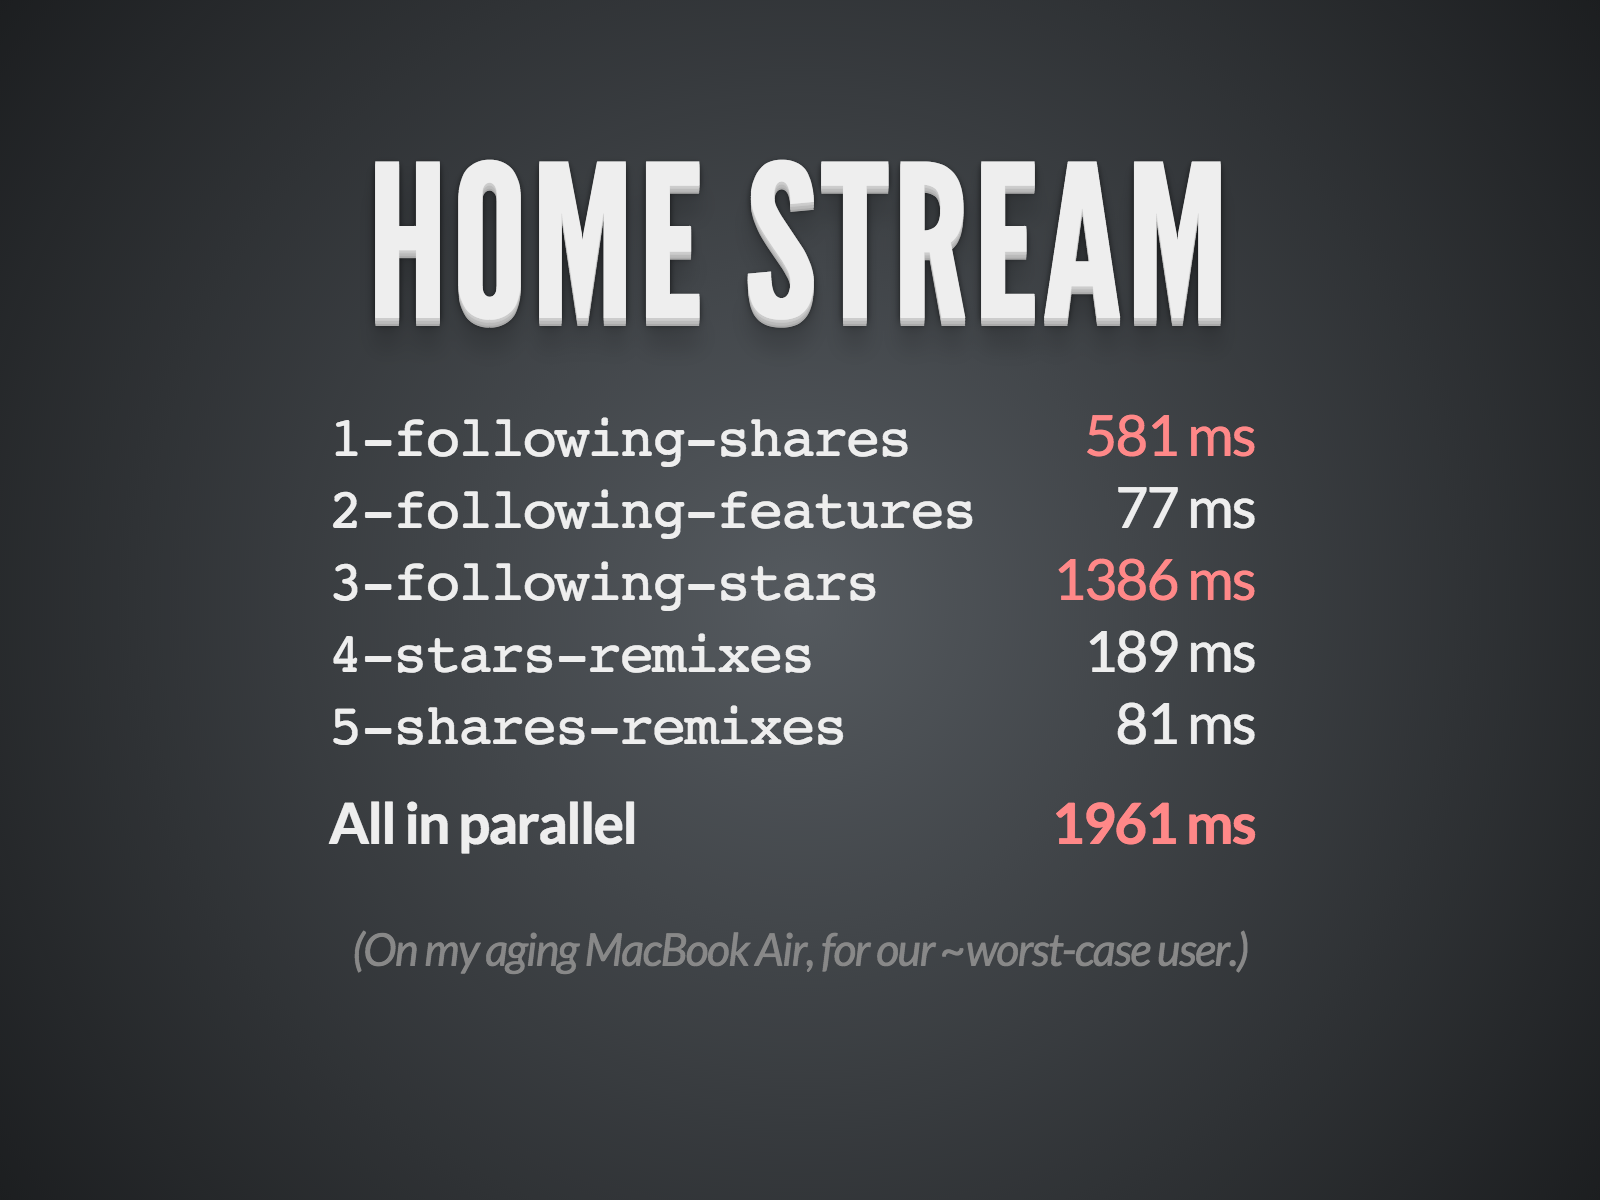 HOME STREAM
1-following-shares 581 ms
2-following-features 77 ms
3-following-stars 1386 ms
4-stars-remixes 189 ms
5-shares-remixes 81 ms
All in parallel 1961 ms
(On my aging MacBook Air, for our ~worst-case user.)